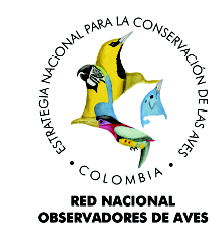 ESTRATEGIA NACIONAL PARA LA CONSERVACIÓN DE LAS AVES
• COLOMBIA •
RED NACIONAL
OBSERVADORES DE AVES